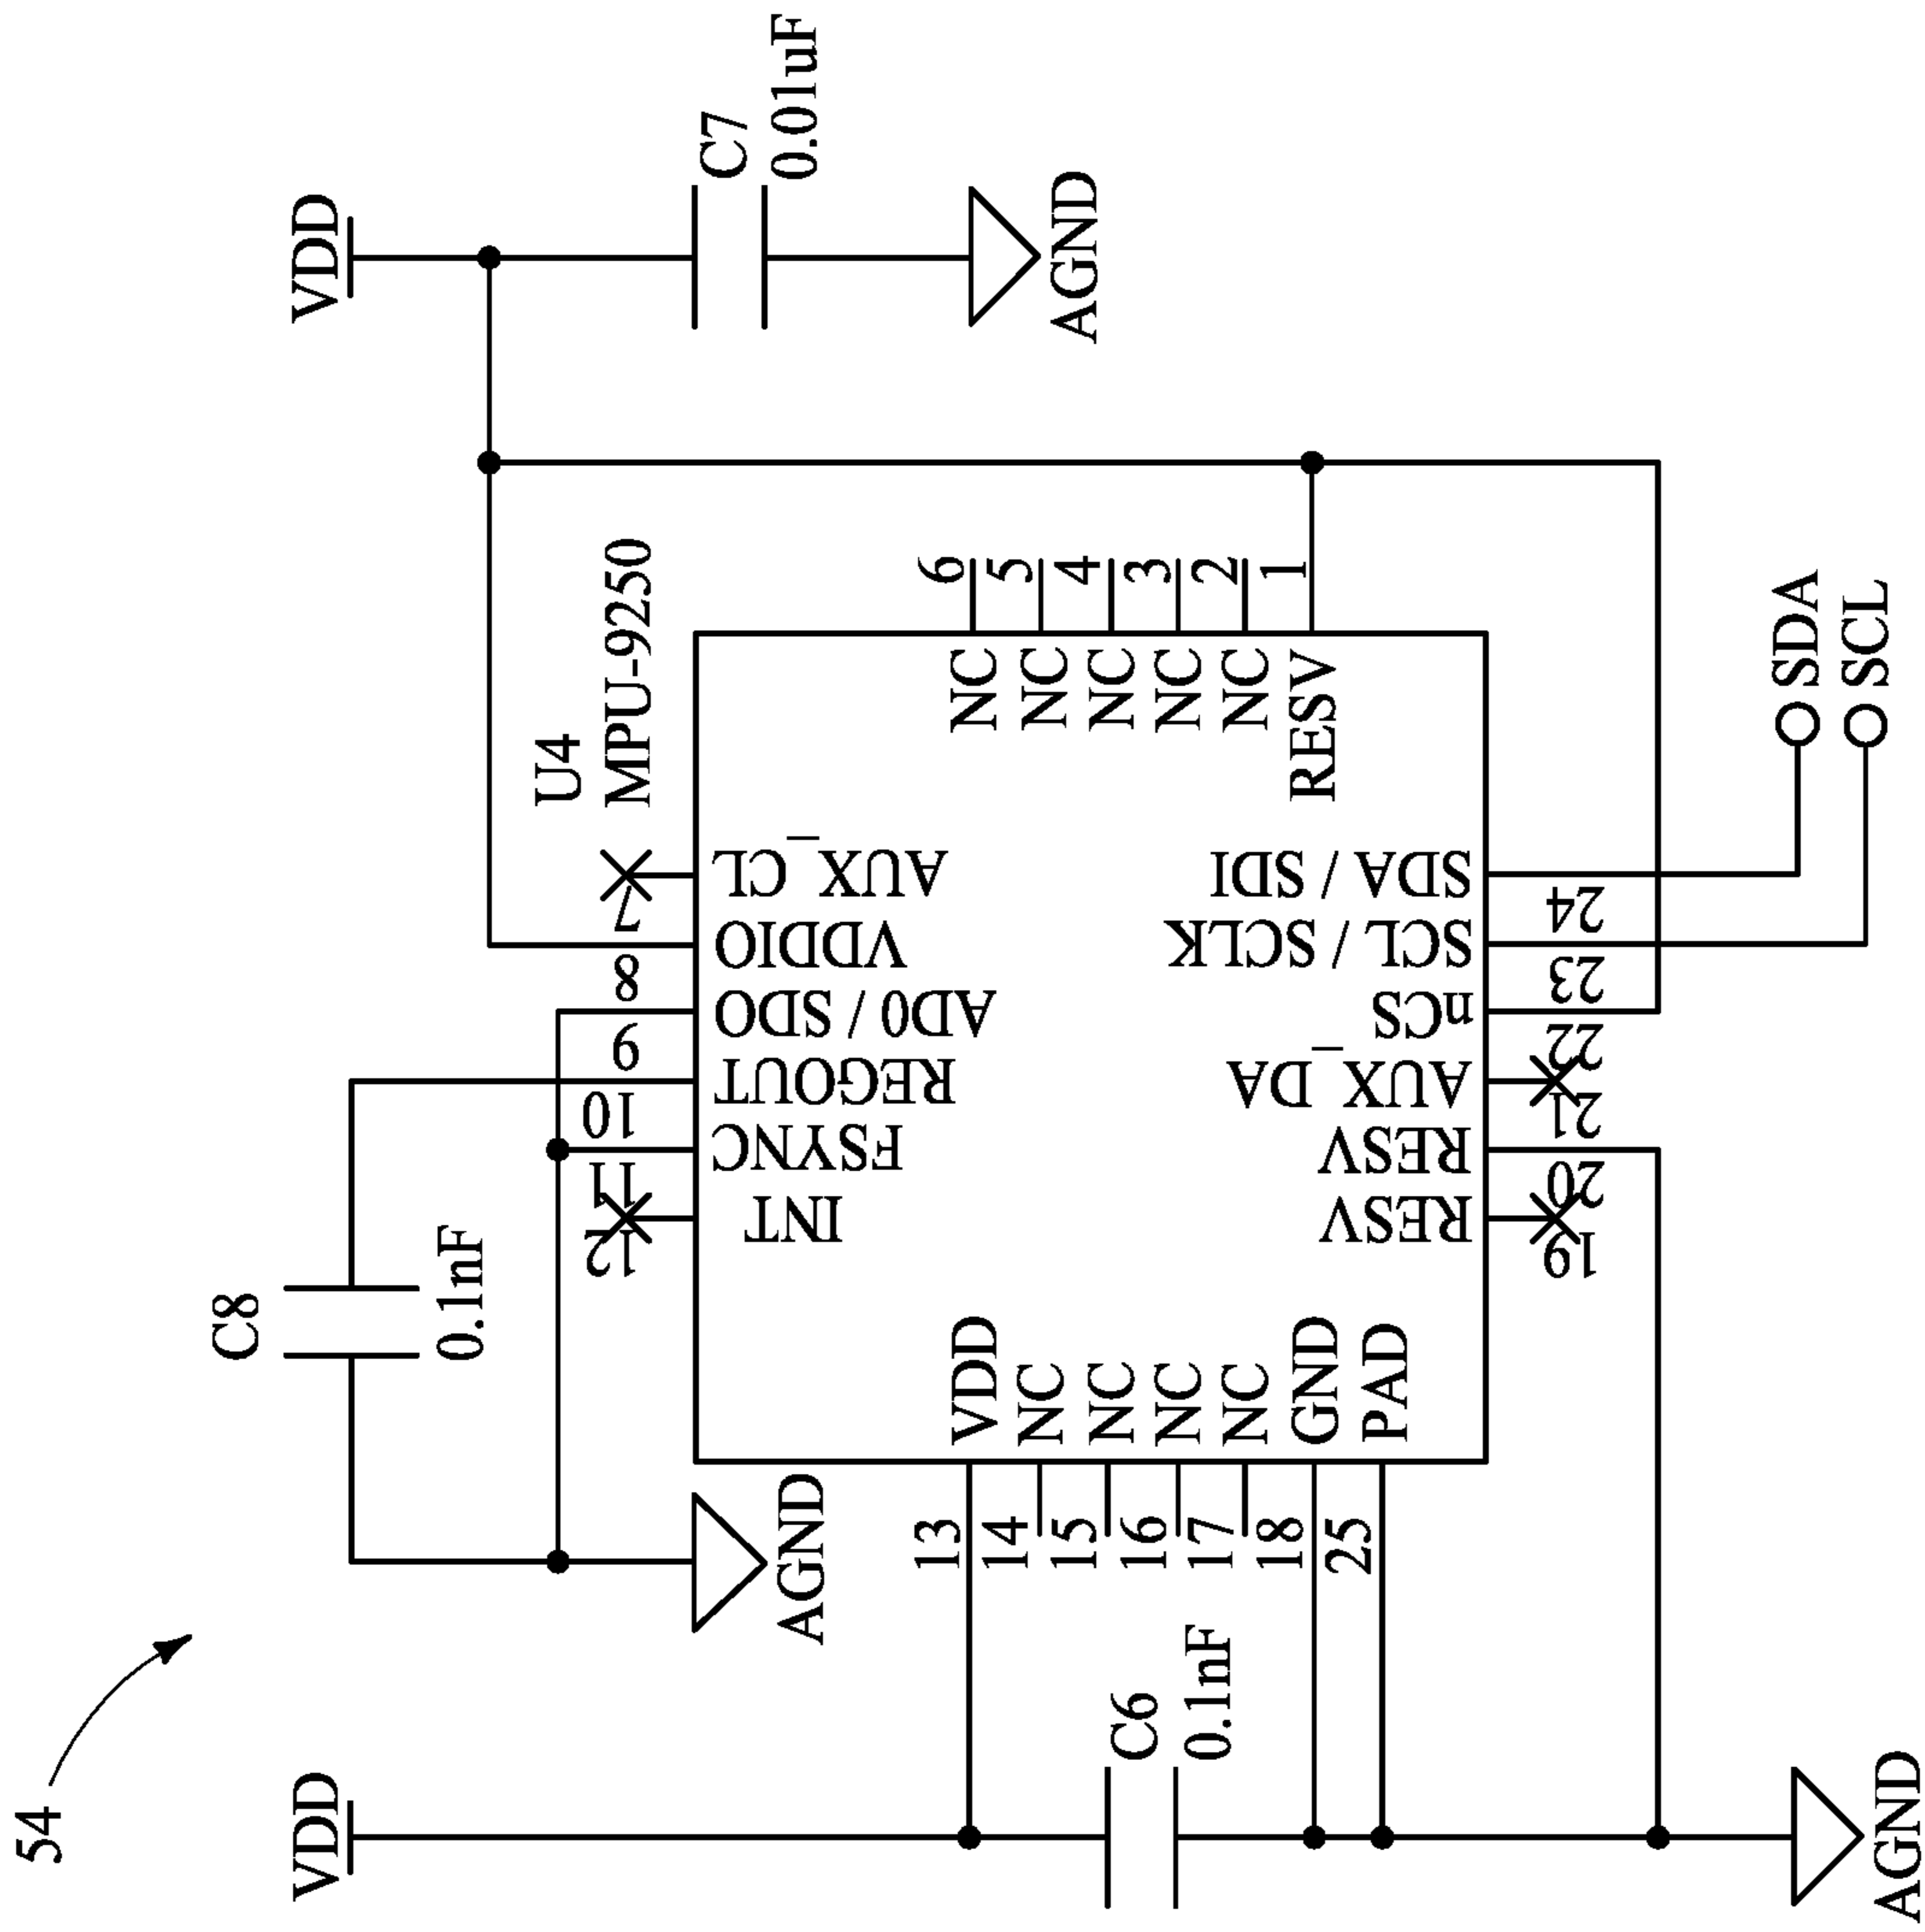 54
VDD
C8
0.1nF
VDD
C7
0.01uF
AGND
U4
MPU-9250
AGND
7
8
9
10
11
12
AUX_CL
VDDIO
AD0 / SDO
REGOUT
FSYNC
INT
6
5
4
3
2
1
NC
NC
NC
NC
NC
RESV
VDD
NC
NC
NC
NC
GND
PAD
13
14
15
16
17
18
25
SDA / SDI
SCL / SCLK
nCS
AUX_DA
RESV
RESV
24
23
22
21
20
19
C6
0.1nF
SDA
SCL
AGND